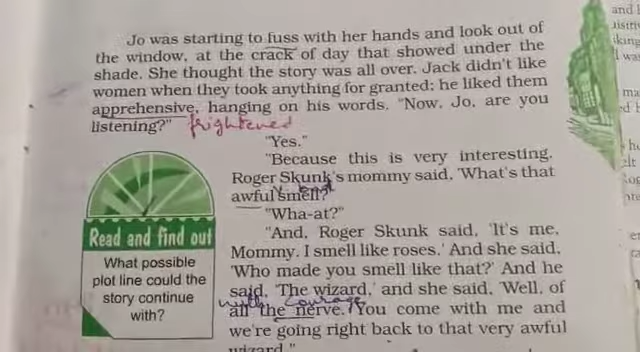 Jo was starting to fuss with her hands and look out of
the window, at the crack of day that showed under the
shade. She thought the story was all over. Jack didn't like
women when they took anything for granted; he liked them
apprehensive, hanging on his words. "Now, Jo, are you
listening?" frightened
"Yes."
"Because this is very interesting.
Roger Skunk's mommy said, 'What's that
awful smell?'
bad
"Wha-at?"
"And, Roger Skunk said, 'It's me,
Mommy. I smell like roses.' And she said,
'Who made you smell like that?' And he
said, 'The wizard,' and she said, 'Well, of
with courage
all the nerve. You come with me and
we're going right back to that very awful
wizard."
Read and find out
What possible
plot line could the
story continue
with?
and